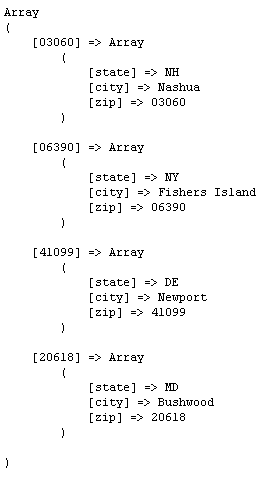 Array
(
    [03060] => Array
        (
            [state] => NH
            [city] => Nashua
            [zip] => 03060
        )

    [06390] => Array
        (
            [state] => NY
            [city] => Fishers Island
            [zip] => 06390
        )

    [41099] => Array
        (
            [state] => DE
            [city] => Newport
            [zip] => 41099
        )

    [20618] => Array
        (
            [state] => MD
            [city] => Bushwood
            [zip] => 20618
        )

)